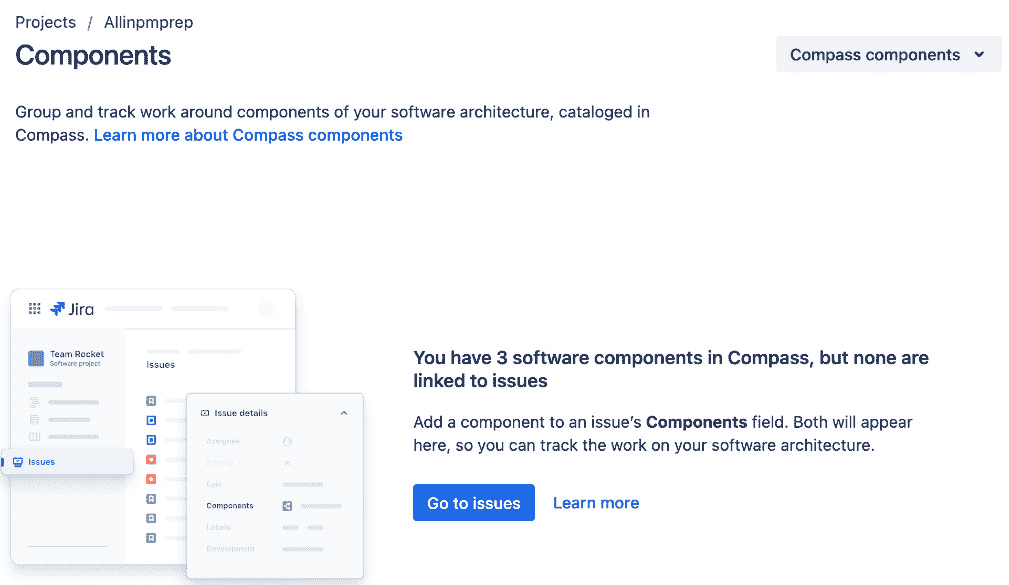 Projects / Allinpmprep
Components
Compass components
Group and track work around components of your software architecture, cataloged in
Compass. Learn more about Compass components
Jira
Team Rocket
Software project
Issues
Issue details
Assignee
Priority
Epic
Issues
Components
Labels
Development
You have 3 software components in Compass, but none are
linked to issues
Add a component to an issue’s Components field. Both will appear
here, so you can track the work on your software architecture.
Go to issues Learn more